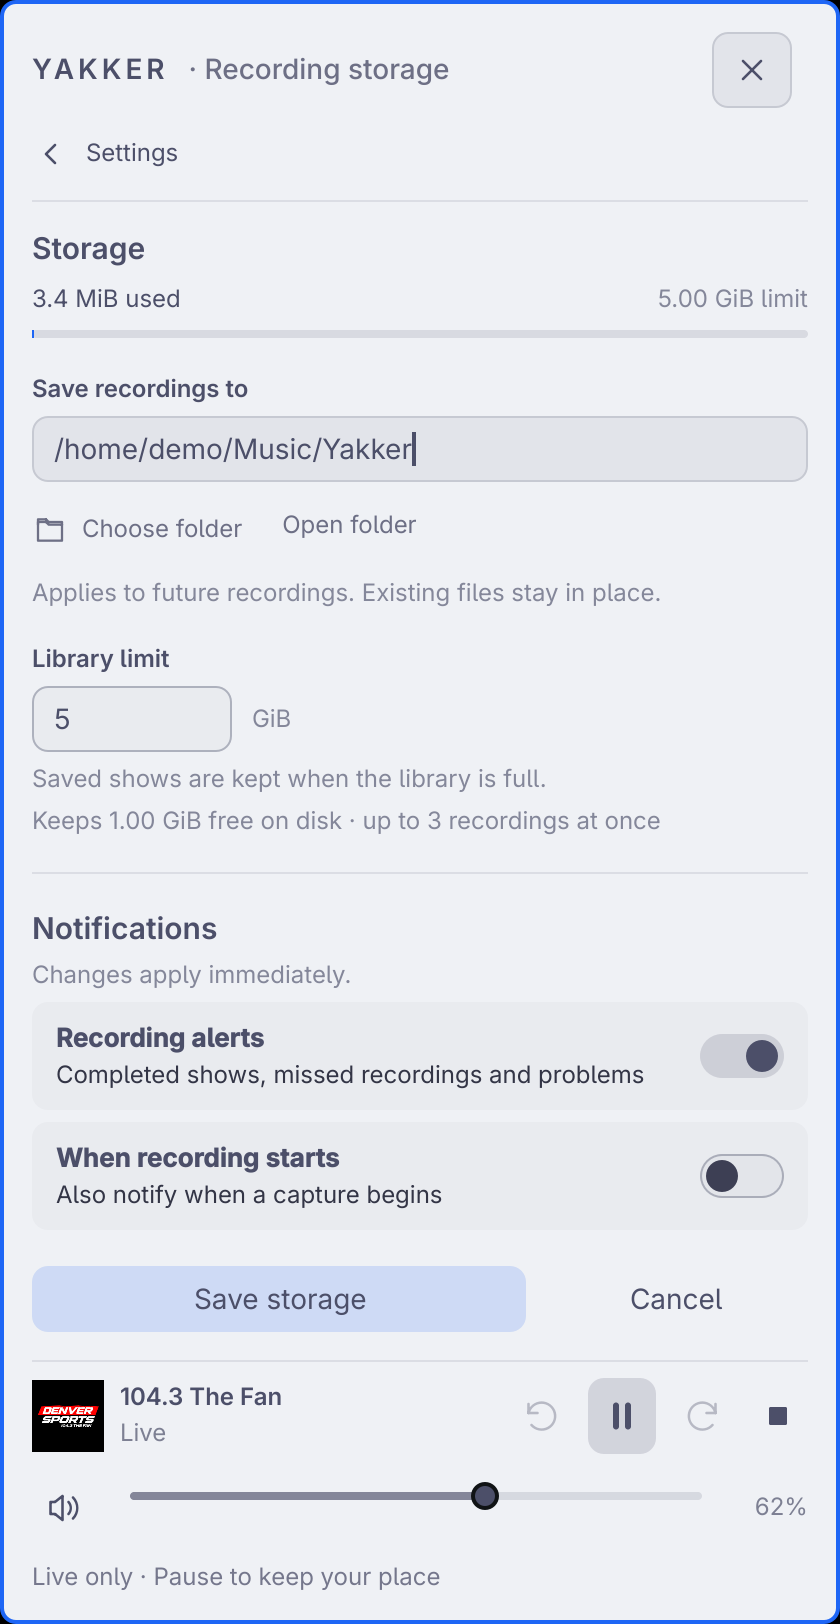 YAKKER · Recording storage
Settings
Storage
3.4 MiB used 5.00 GiB limit
Save recordings to
/home/demo/Music/Yakker
Choose folder Open folder
Applies to future recordings. Existing files stay in place.
Library limit
5 GiB
Saved shows are kept when the library is full.
Keeps 1.00 GiB free on disk · up to 3 recordings at once
Notifications
Changes apply immediately.
Recording alerts
Completed shows, missed recordings and problems
When recording starts
Also notify when a capture begins
Save storage Cancel
DENVER
SPORTS
104.3 THE FAN
104.3 The Fan
Live
62%
Live only · Pause to keep your place